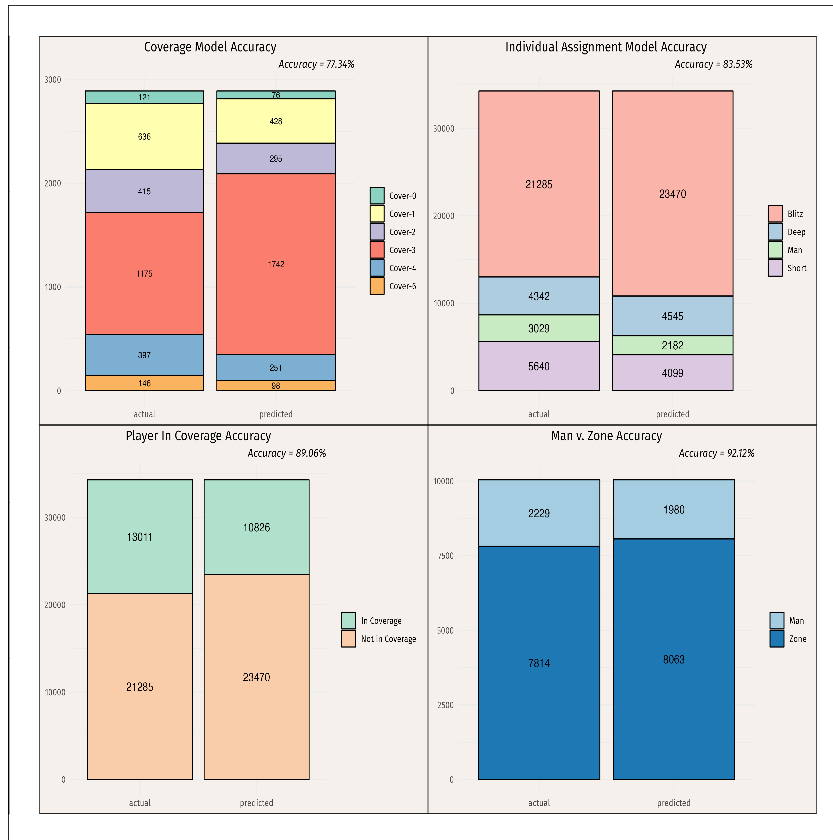 Coverage Model Accuracy
Accuracy = 77.34%
3000
2000
1000
0
121
636
415
1175
397
146
76
428
295
1742
251
98
actual
predicted
Cover-0
Cover-1
Cover-2
Cover-3
Cover-4
Cover-6
Individual Assignment Model Accuracy
Accuracy = 83.53%
30000
20000
10000
0
21285
4342
3029
5640
23470
4545
2182
4099
actual
predicted
Blitz
Deep
Man
Short
Player In Coverage Accuracy
Accuracy = 89.06%
30000
20000
10000
0
13011
21285
10826
23470
actual
predicted
In Coverage
Not in Coverage
Man v. Zone Accuracy
Accuracy = 92.12%
10000
7500
5000
2500
0
2229
7814
1980
8063
actual
predicted
Man
Zone